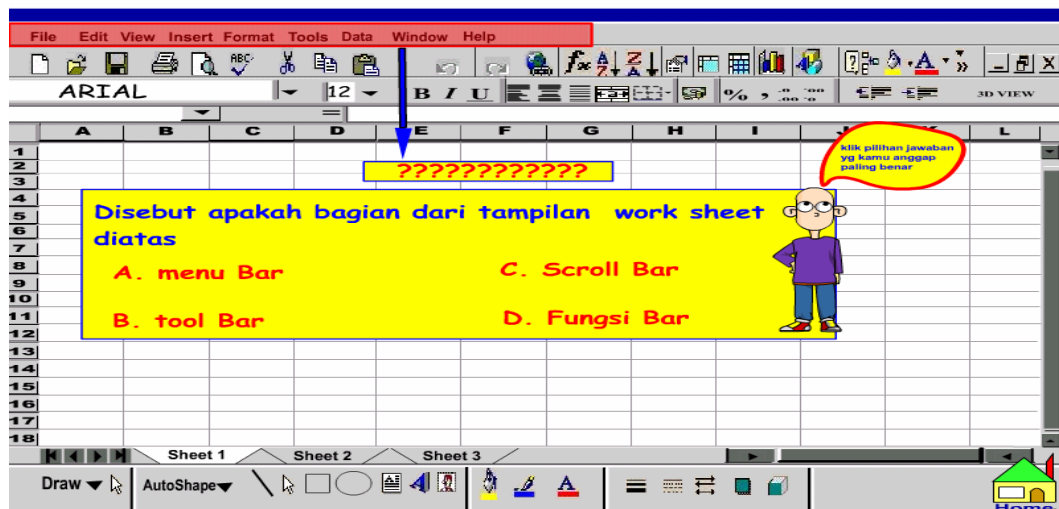 File Edit View Insert Format Tools Data Window Help
ABC
ARIAL 12 B I U % , 3D VIEW
=
A B C D E F G H I J K L
1
klik pilihan jawaban
yg kamu anggap
paling benar
2
????????????
3
4
5
Disebut apakah bagian dari tampilan work sheet
6
diatas
7
8
A. menu Bar C. Scroll Bar
9
10
11
B. tool Bar D. Fungsi Bar
12
13
14
15
16
17
18
Sheet 1 Sheet 2 Sheet 3
Draw AutoShape A
Home